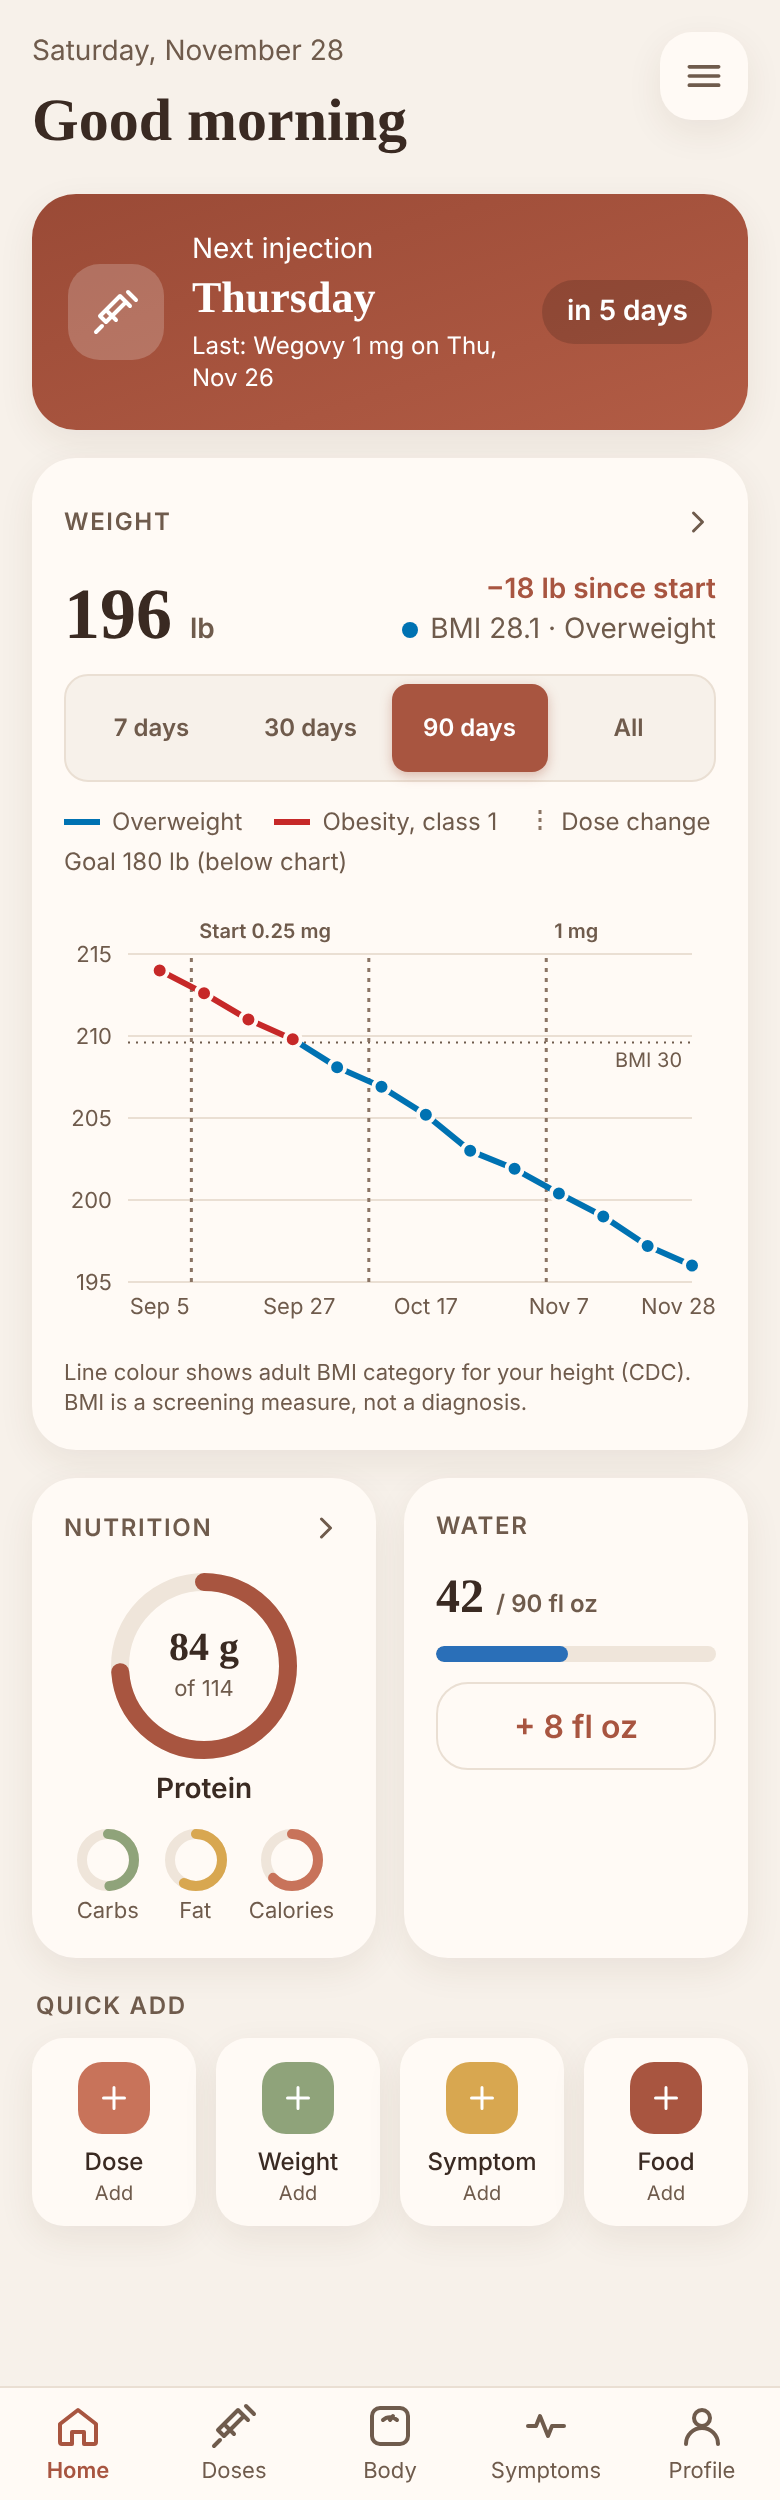 Saturday, November 28
Good morning
Next injection
Thursday
Last: Wegovy 1 mg on Thu,
Nov 26
in 5 days
WEIGHT
196 lb
−18 lb since start
BMI 28.1 · Overweight
7 days
30 days
90 days
All
Overweight
Obesity, class 1
Dose change
Goal 180 lb (below chart)
Start 0.25 mg
1 mg
215
210
BMI 30
205
200
195
Sep 5
Sep 27
Oct 17
Nov 7
Nov 28
Line colour shows adult BMI category for your height (CDC).
BMI is a screening measure, not a diagnosis.
NUTRITION
84 g
of 114
Protein
Carbs
Fat
Calories
WATER
42 / 90 fl oz
+ 8 fl oz
QUICK ADD
Dose
Add
Weight
Add
Symptom
Add
Food
Add
Home
Doses
Body
Symptoms
Profile